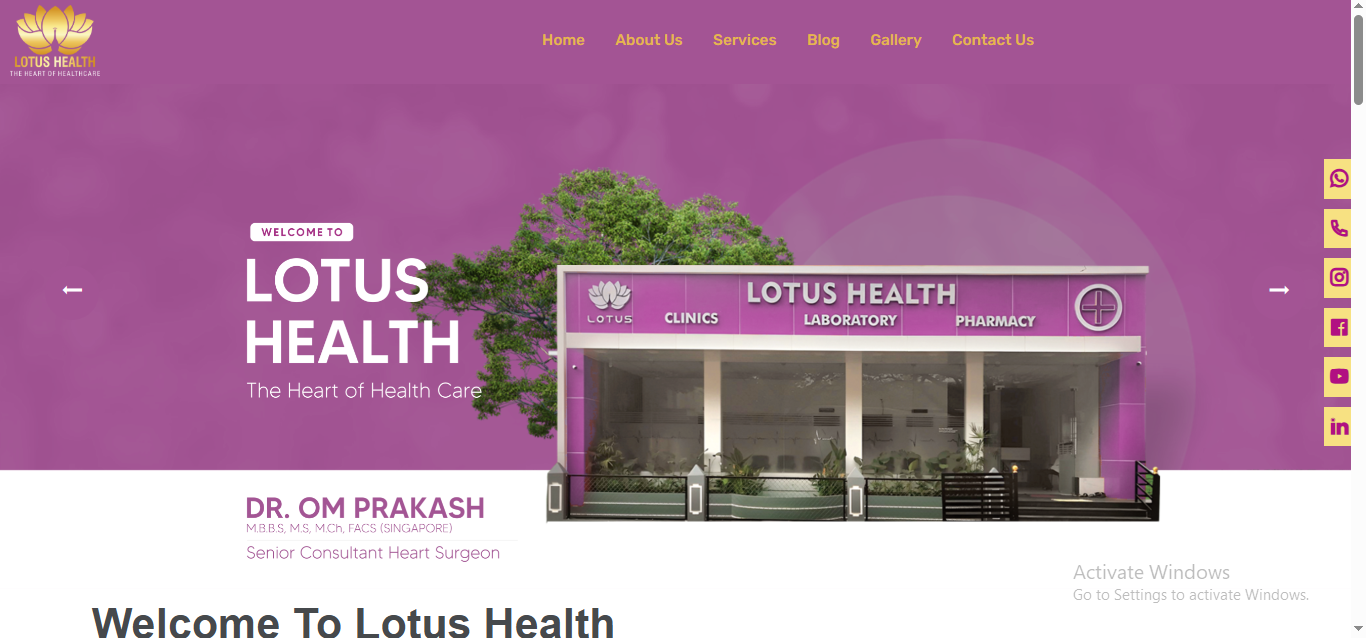 LOTUS HEALTH
THE HEART OF HEALTHCARE
Home About Us Services Blog Gallery Contact Us
WELCOME TO
LOTUS
HEALTH
The Heart of Health Care
LOTUS HEALTH
LOTUS
CLINICS LABORATORY PHARMACY
DR. OM PRAKASH
M.B.B.S, M.S, M.Ch, FACS (SINGAPORE)
Senior Consultant Heart Surgeon
Activate Windows
Go to Settings to activate Windows.
Welcome To Lotus Health